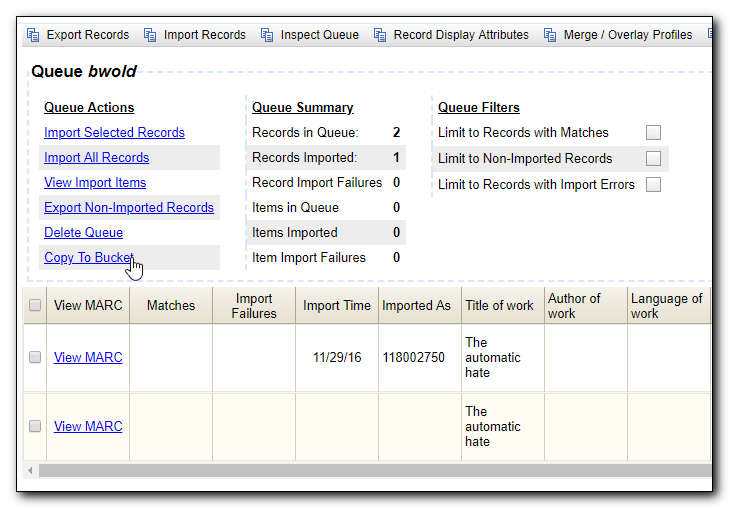 Export Records Import Records Inspect Queue Record Display Attributes Merge / Overlay Profiles
Queue bwold
Queue Actions
Import Selected Records
Import All Records
View Import Items
Export Non-Imported Records
Delete Queue
Copy To Bucket
Queue Summary
Records in Queue: 2
Records Imported: 1
Record Import Failures 0
Items in Queue 0
Items Imported 0
Item Import Failures 0
Queue Filters
Limit to Records with Matches
Limit to Non-Imported Records
Limit to Records with Import Errors
View MARC Matches Import Failures Import Time Imported As Title of work Author of work Language of work
View MARC 11/29/16 118002750 The automatic hate
View MARC The automatic hate